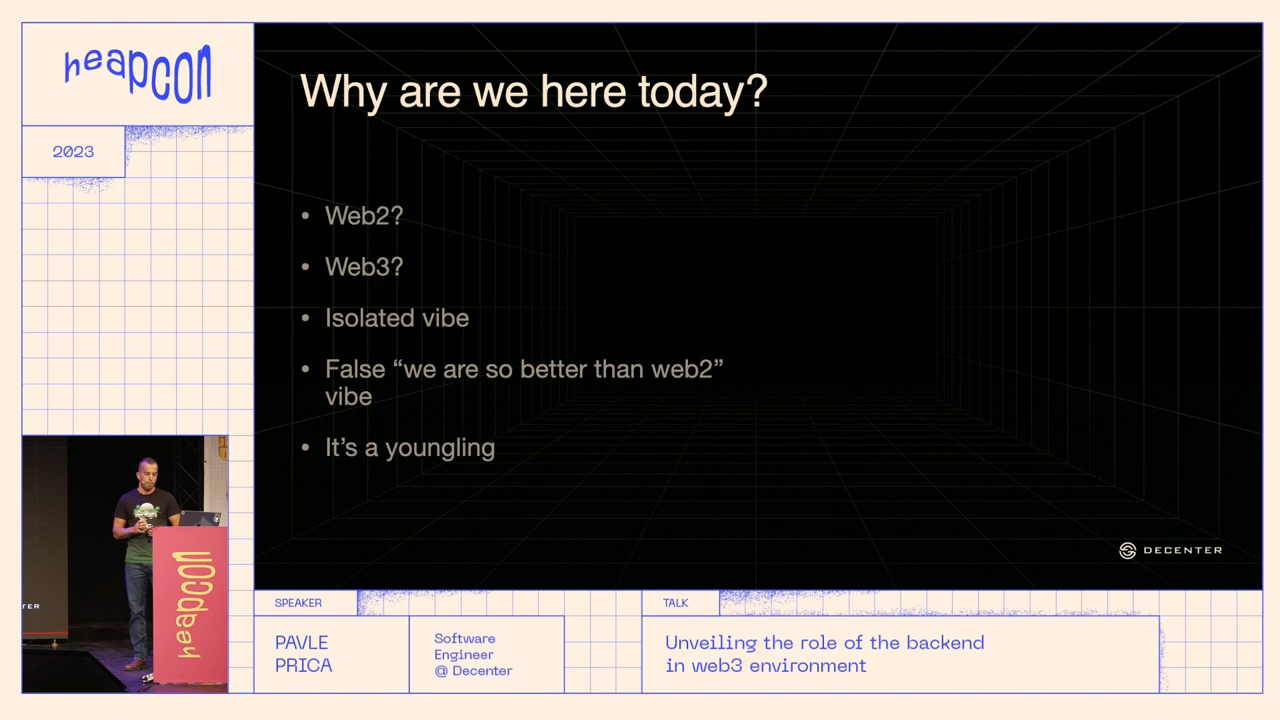 heapcon
2023
Why are we here today?
• Web2?
• Web3?
• Isolated vibe
• False “we are so better than web2”
vibe
• It’s a youngling
DECENTER
TER
heapcon
SPEAKER
PAVLE
PRICA
Software
Engineer
@ Decenter
TALK
Unveiling the role of the backend
in web3 environment